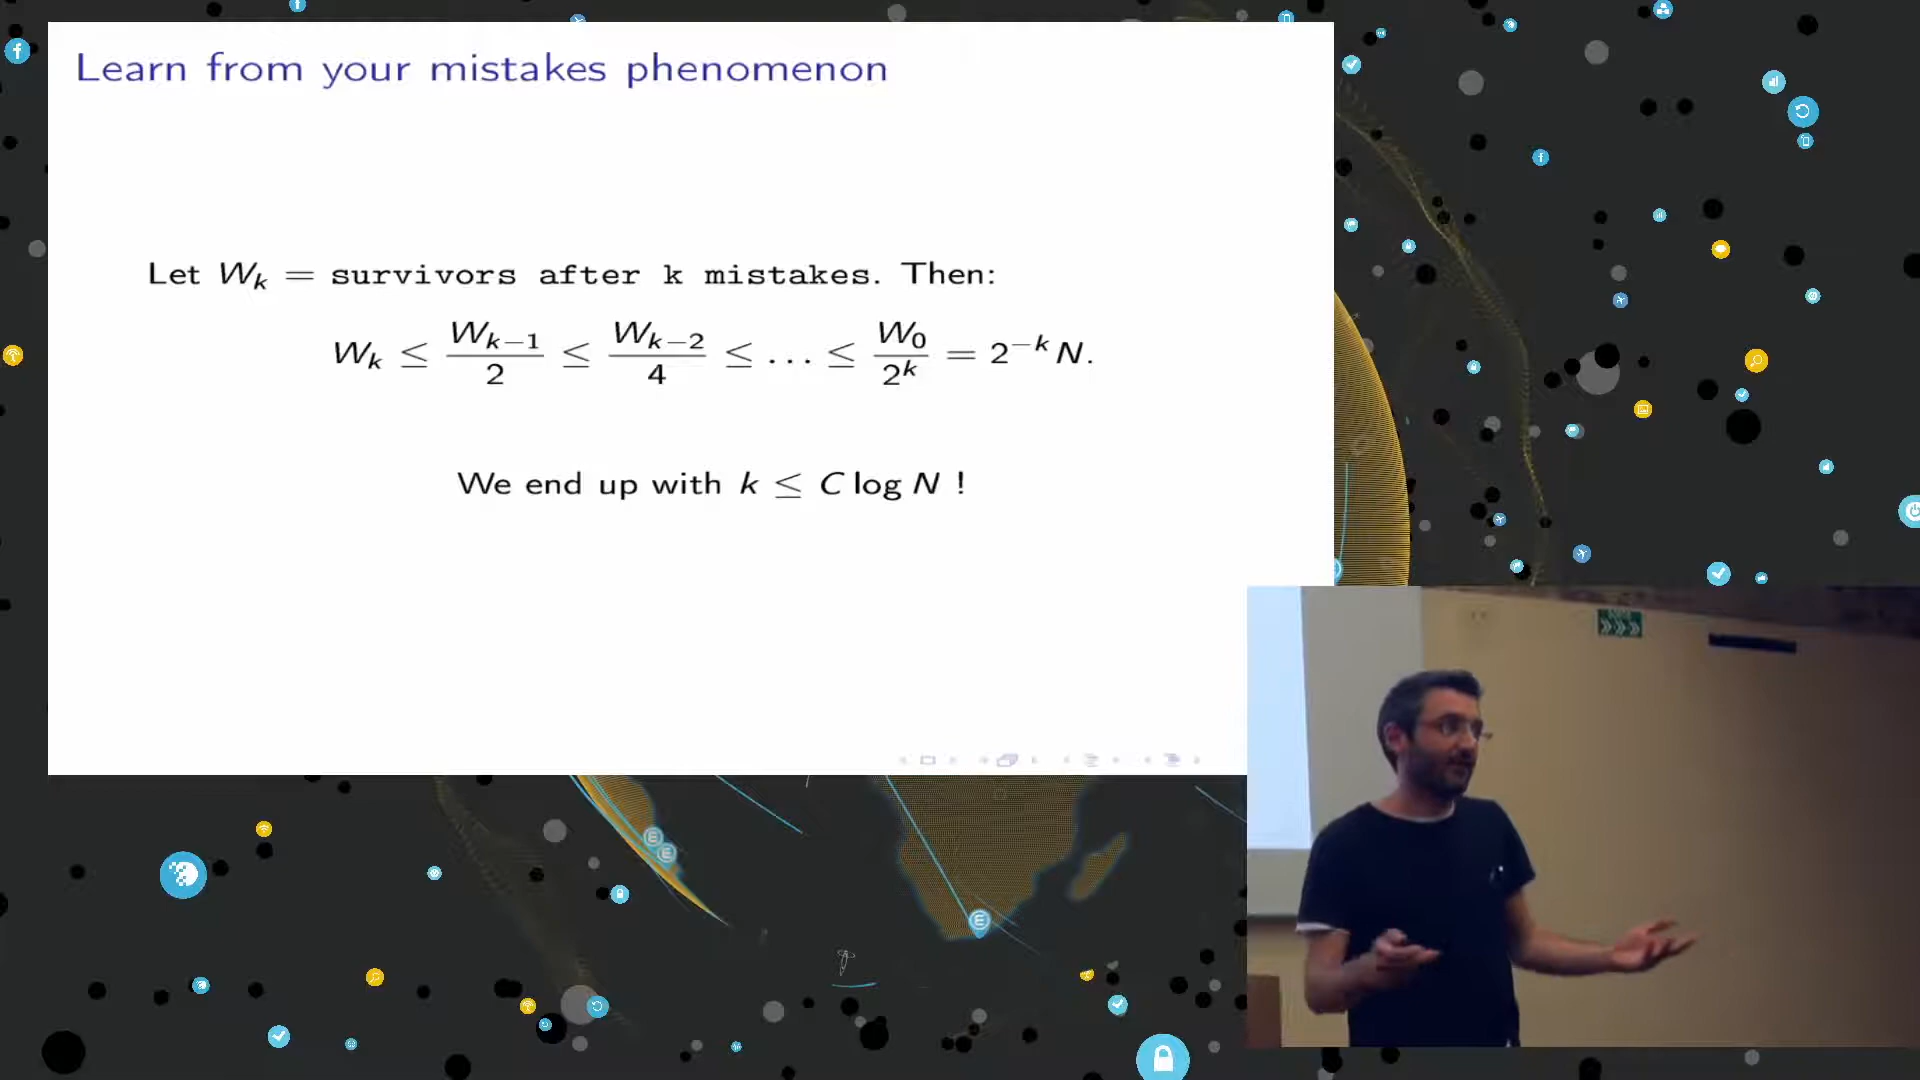 Learn from your mistakes phenomenon
Let W_k = survivors after k mistakes. Then:
W_k ≤ W_{k−1}/2 ≤ W_{k−2}/4 ≤ ... ≤ W_0/2^k = 2^{−k} N.
We end up with k ≤ C log N !